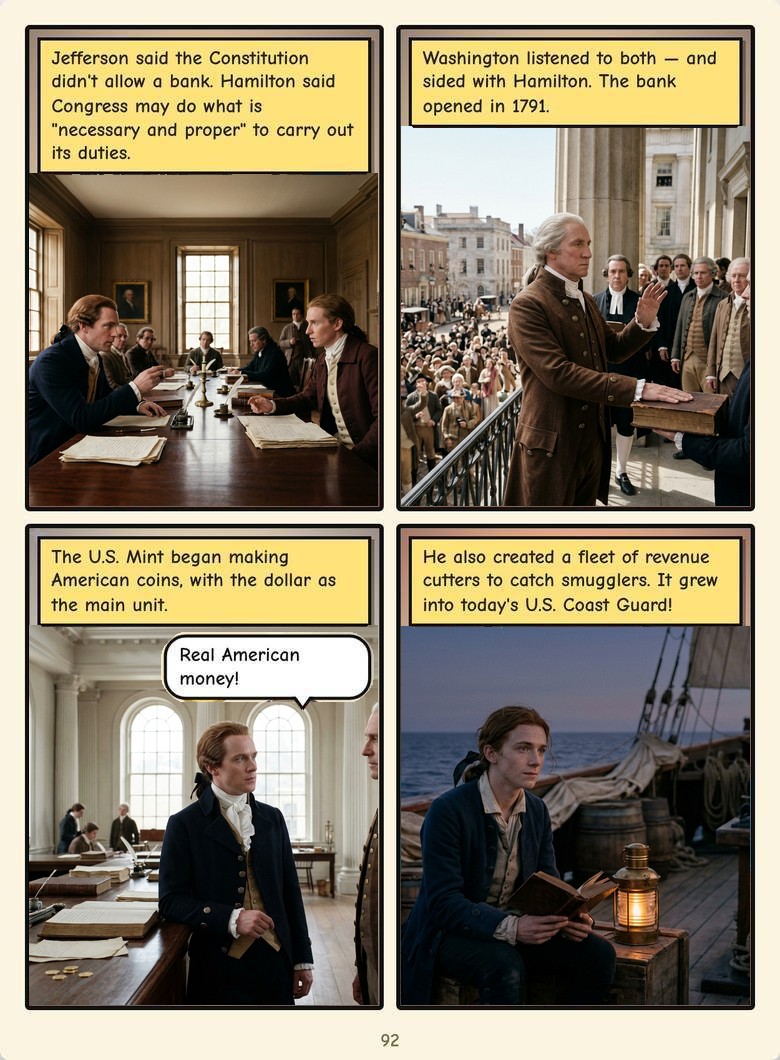 Jefferson said the Constitution
didn't allow a bank. Hamilton said
Congress may do what is
"necessary and proper" to carry out
its duties.
Washington listened to both — and
sided with Hamilton. The bank
opened in 1791.
The U.S. Mint began making
American coins, with the dollar as
the main unit.
Real American
money!
He also created a fleet of revenue
cutters to catch smugglers. It grew
into today's U.S. Coast Guard!
92